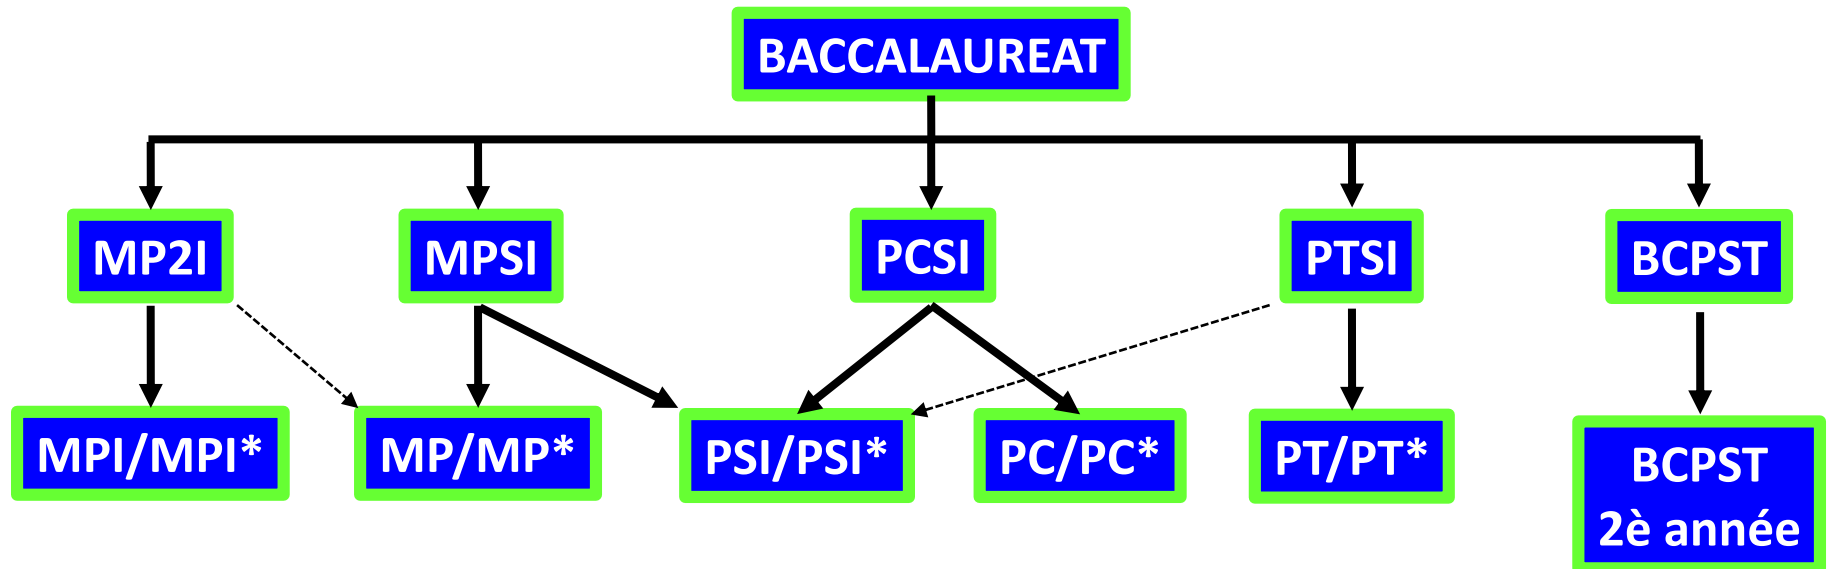 BACCALAUREAT
MP2I
MPSI
PCSI
PTSI
BCPST
MPI/MPI*
MP/MP*
PSI/PSI*
PC/PC*
PT/PT*
BCPST
2è année